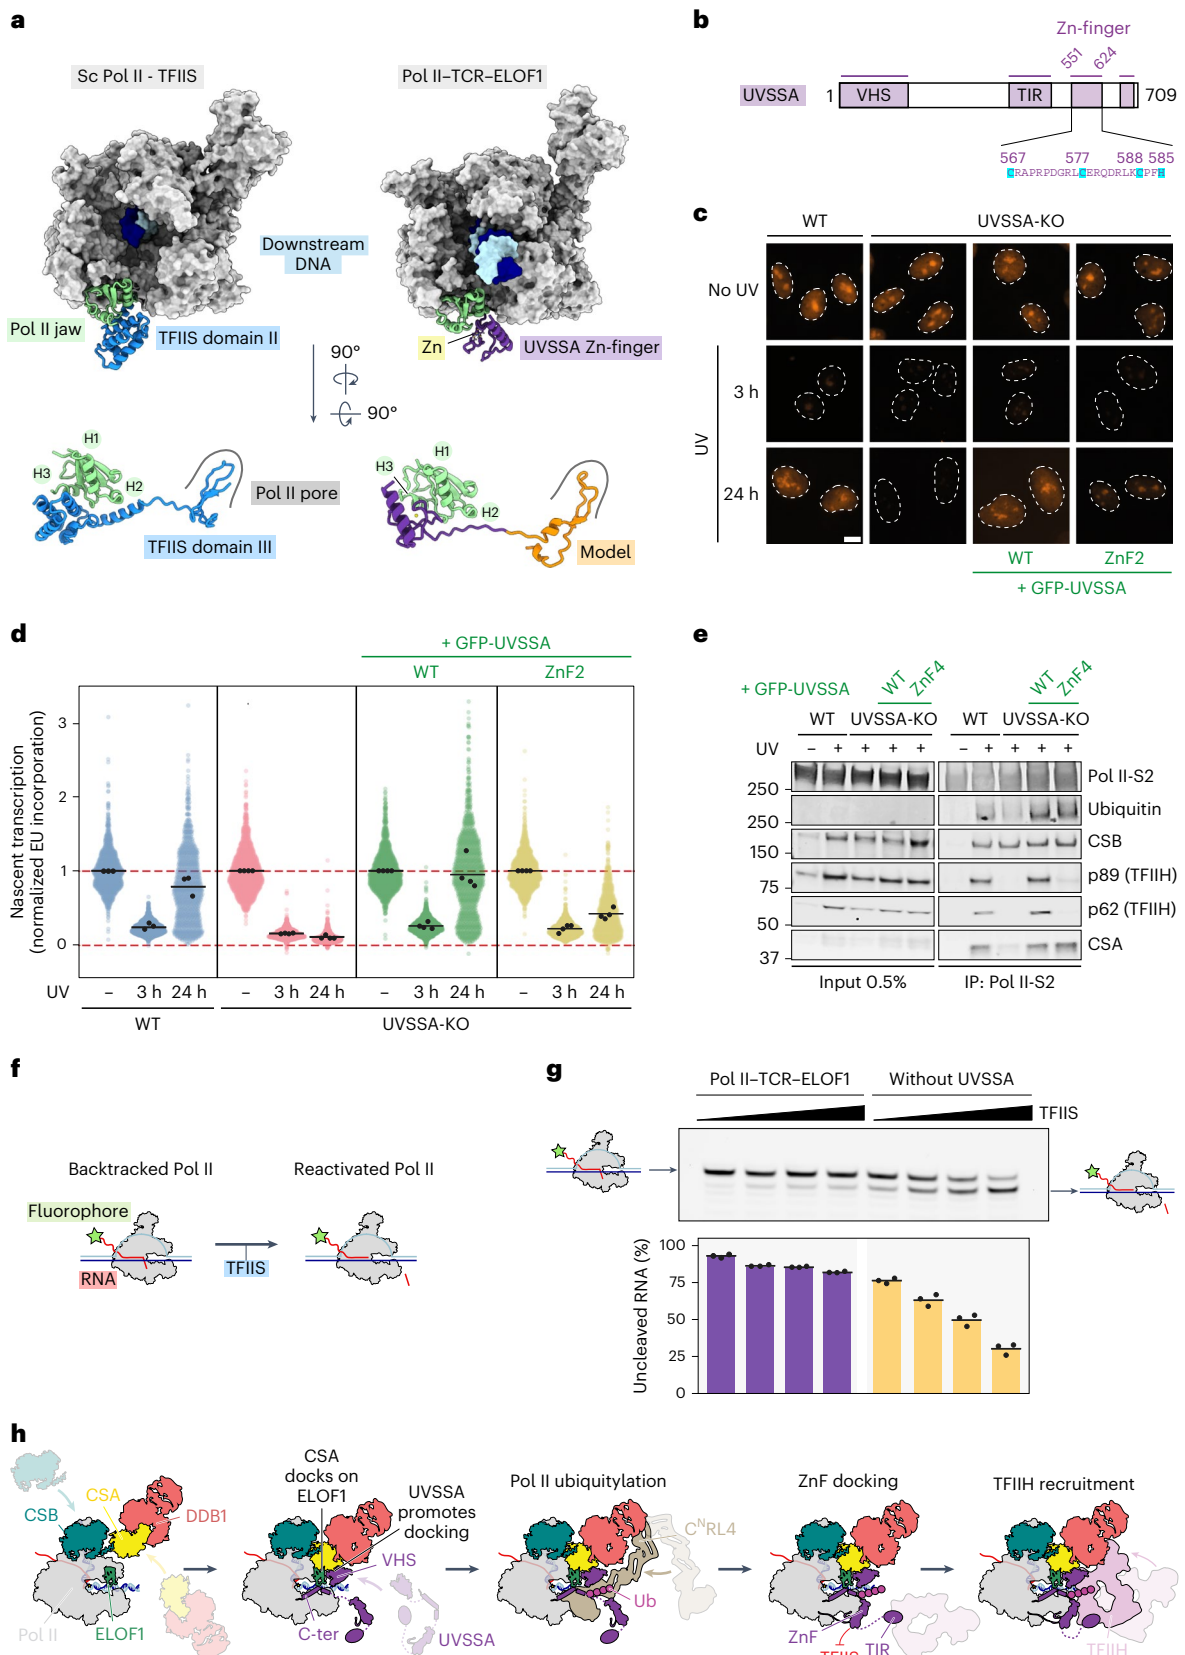 a
Sc Pol II - TFIIS
Pol II–TCR–ELOF1
Downstream
DNA
Pol II jaw
TFIIS domain II
Zn
UVSSA Zn-finger
90°
90°
H1
H3
H2
Pol II pore
TFIIS domain III
H1
H3
H2
Model
b
Zn-finger
551
624
UVSSA
1
VHS
TIR
709
567
577
588
585
CRAPRPDGRLCERQDRLKCPFH
c
WT
UVSSA-KO
No UV
3 h
UV
24 h
WT
ZnF2
+ GFP-UVSSA
d
+ GFP-UVSSA
WT
ZnF2
Nascent transcription
(normalized EU incorporation)
3
2
1
0
UV
– 3 h 24 h – 3 h 24 h – 3 h 24 h – 3 h 24 h
WT
UVSSA-KO
e
+ GFP-UVSSA
WT ZnF4
WT ZnF4
WT UVSSA-KO
WT UVSSA-KO
UV – + + + + – + + + +
250
Pol II-S2
250
Ubiquitin
150
CSB
75
p89 (TFIIH)
50
p62 (TFIIH)
37
CSA
Input 0.5%
IP: Pol II-S2
f
Backtracked Pol II
Reactivated Pol II
Fluorophore
RNA
TFIIS
g
Pol II–TCR–ELOF1
Without UVSSA
TFIIS
Uncleaved RNA (%)
100
75
50
25
0
h
CSB
CSA
DDB1
Pol II
ELOF1
CSA
docks on
ELOF1
UVSSA
promotes
docking
VHS
C-ter
UVSSA
Pol II ubiquitylation
CᴺRL4
Ub
ZnF docking
ZnF
TFIIS
TIR
TFIIH recruitment
TFIIH